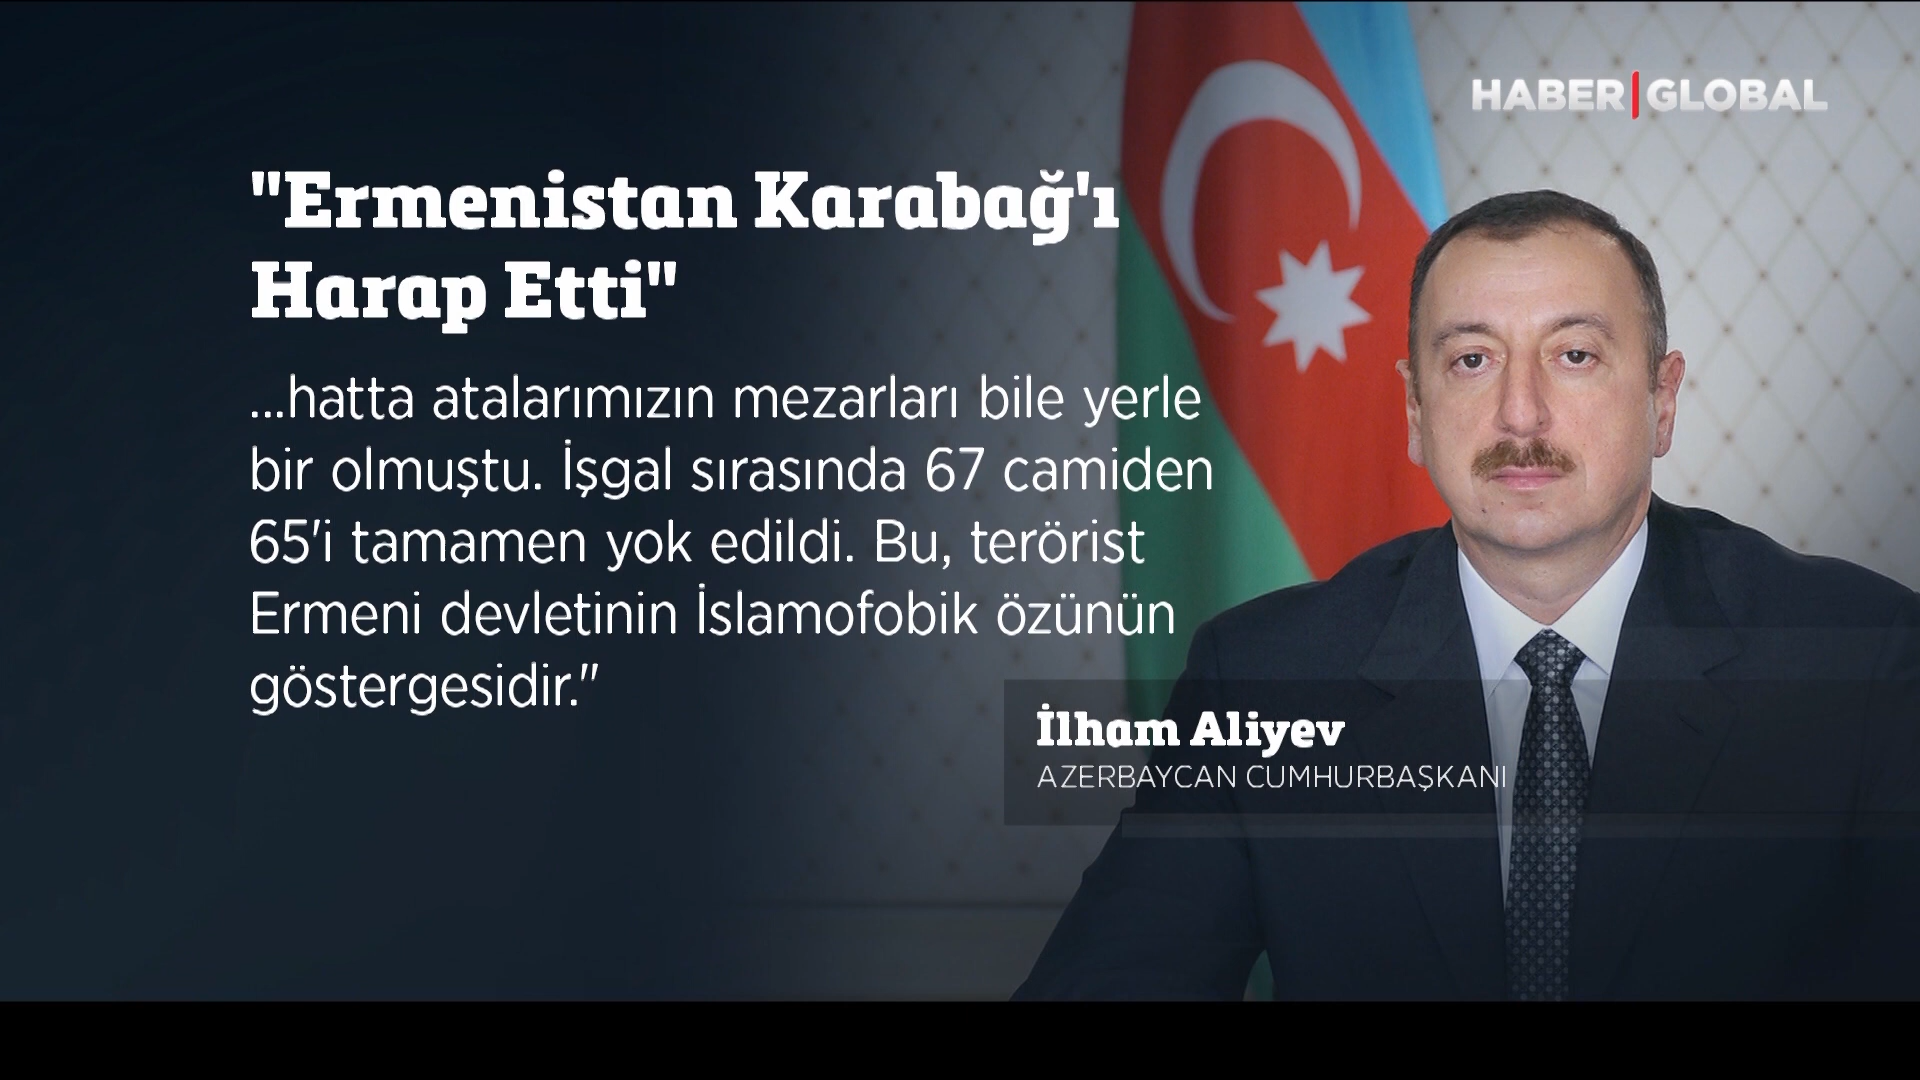 HABER GLOBAL
"Ermenistan Karabağ'ı
Harap Etti"
...hatta atalarımızın mezarları bile yerle
bir olmuştu. İşgal sırasında 67 camiden
65'i tamamen yok edildi. Bu, terörist
Ermeni devletinin İslamofobik özünün
göstergesidir."
İlham Aliyev
AZERBAYCAN CUMHURBAŞKANI